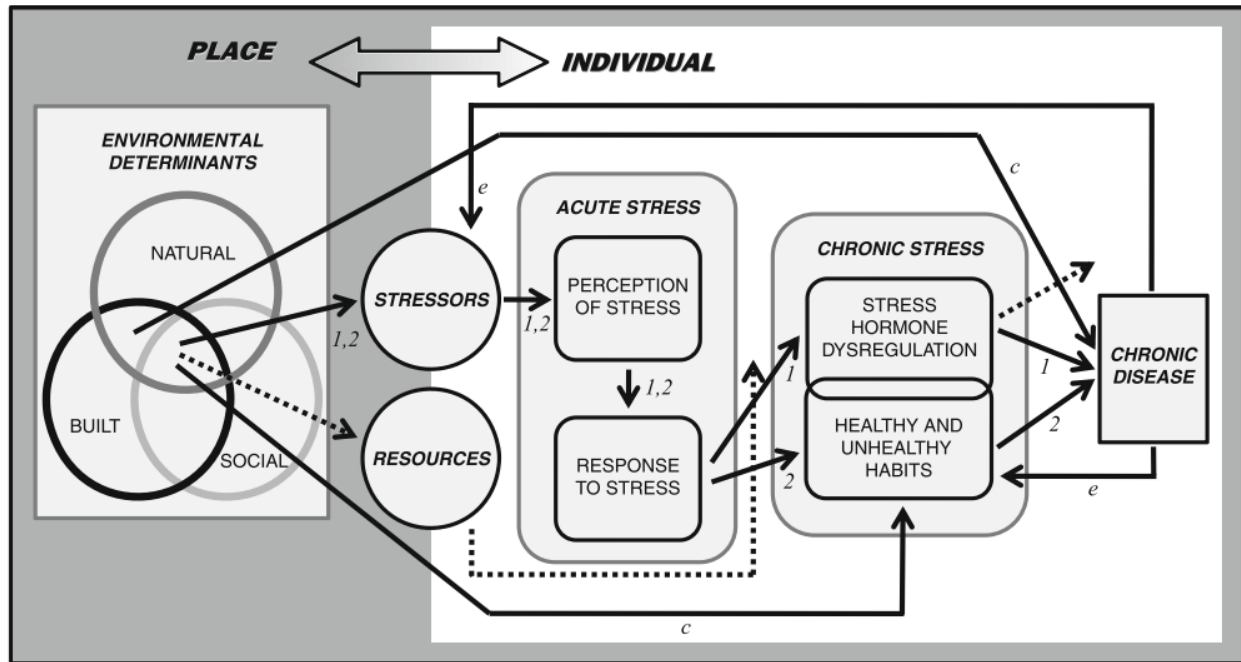 PLACE
INDIVIDUAL
ENVIRONMENTAL
DETERMINANTS
NATURAL
BUILT
SOCIAL
1,2
STRESSORS
RESOURCES
e
1,2
ACUTE STRESS
PERCEPTION
OF STRESS
1,2
RESPONSE
TO STRESS
1
2
CHRONIC STRESS
STRESS
HORMONE
DYSREGULATION
HEALTHY AND
UNHEALTHY
HABITS
c
1
2
CHRONIC
DISEASE
e
c